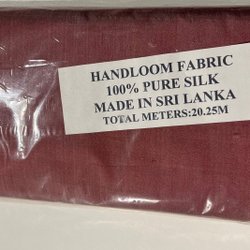 HANDLOOM FABRIC
100% PURE SILK
MADE IN SRI LANKA
TOTAL METERS:20.25M